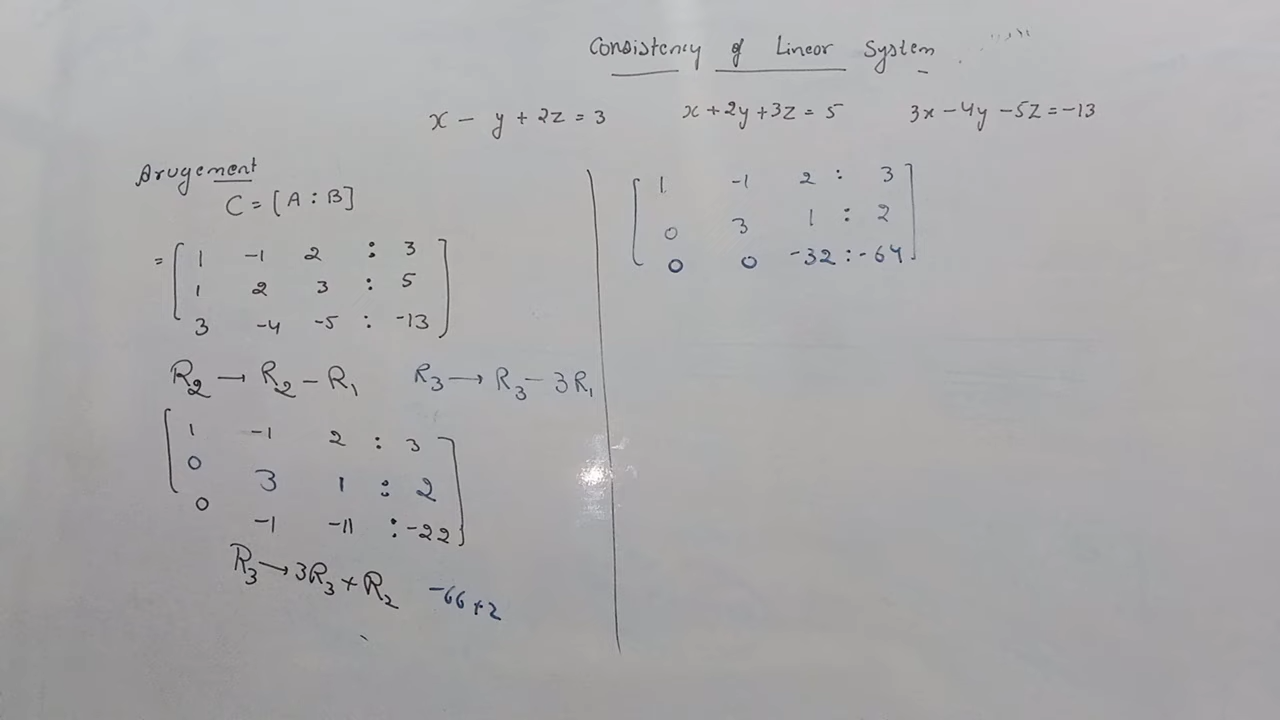 Consistency of Linear System
x - y + 2z = 3 x + 2y + 3z = 5 3x - 4y - 5z = -13
Arugement
C = [A : B]
= [ 1 -1 2 : 3
1 2 3 : 5
3 -4 -5 : -13 ]
R2 → R2 - R1 R3 → R3 - 3R1
[ 1 -1 2 : 3
0 3 1 : 2
0 -1 -11 : -22 ]
R3 → 3R3 + R2 -66+2
[ 1 -1 2 : 3
0 3 1 : 2
0 0 -32 : -64 ]